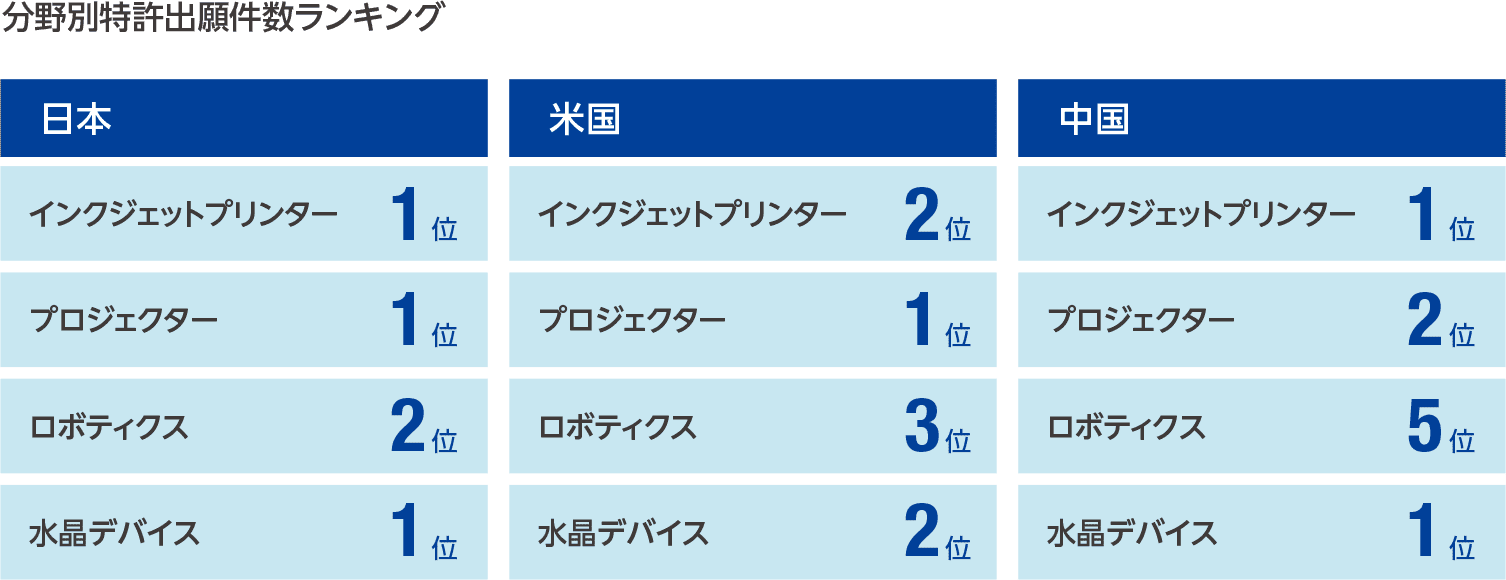 分野別特許出願件数ランキング
日本
インクジェットプリンター 1位
プロジェクター 1位
ロボティクス 2位
水晶デバイス 1位
米国
インクジェットプリンター 2位
プロジェクター 1位
ロボティクス 3位
水晶デバイス 2位
中国
インクジェットプリンター 1位
プロジェクター 2位
ロボティクス 5位
水晶デバイス 1位